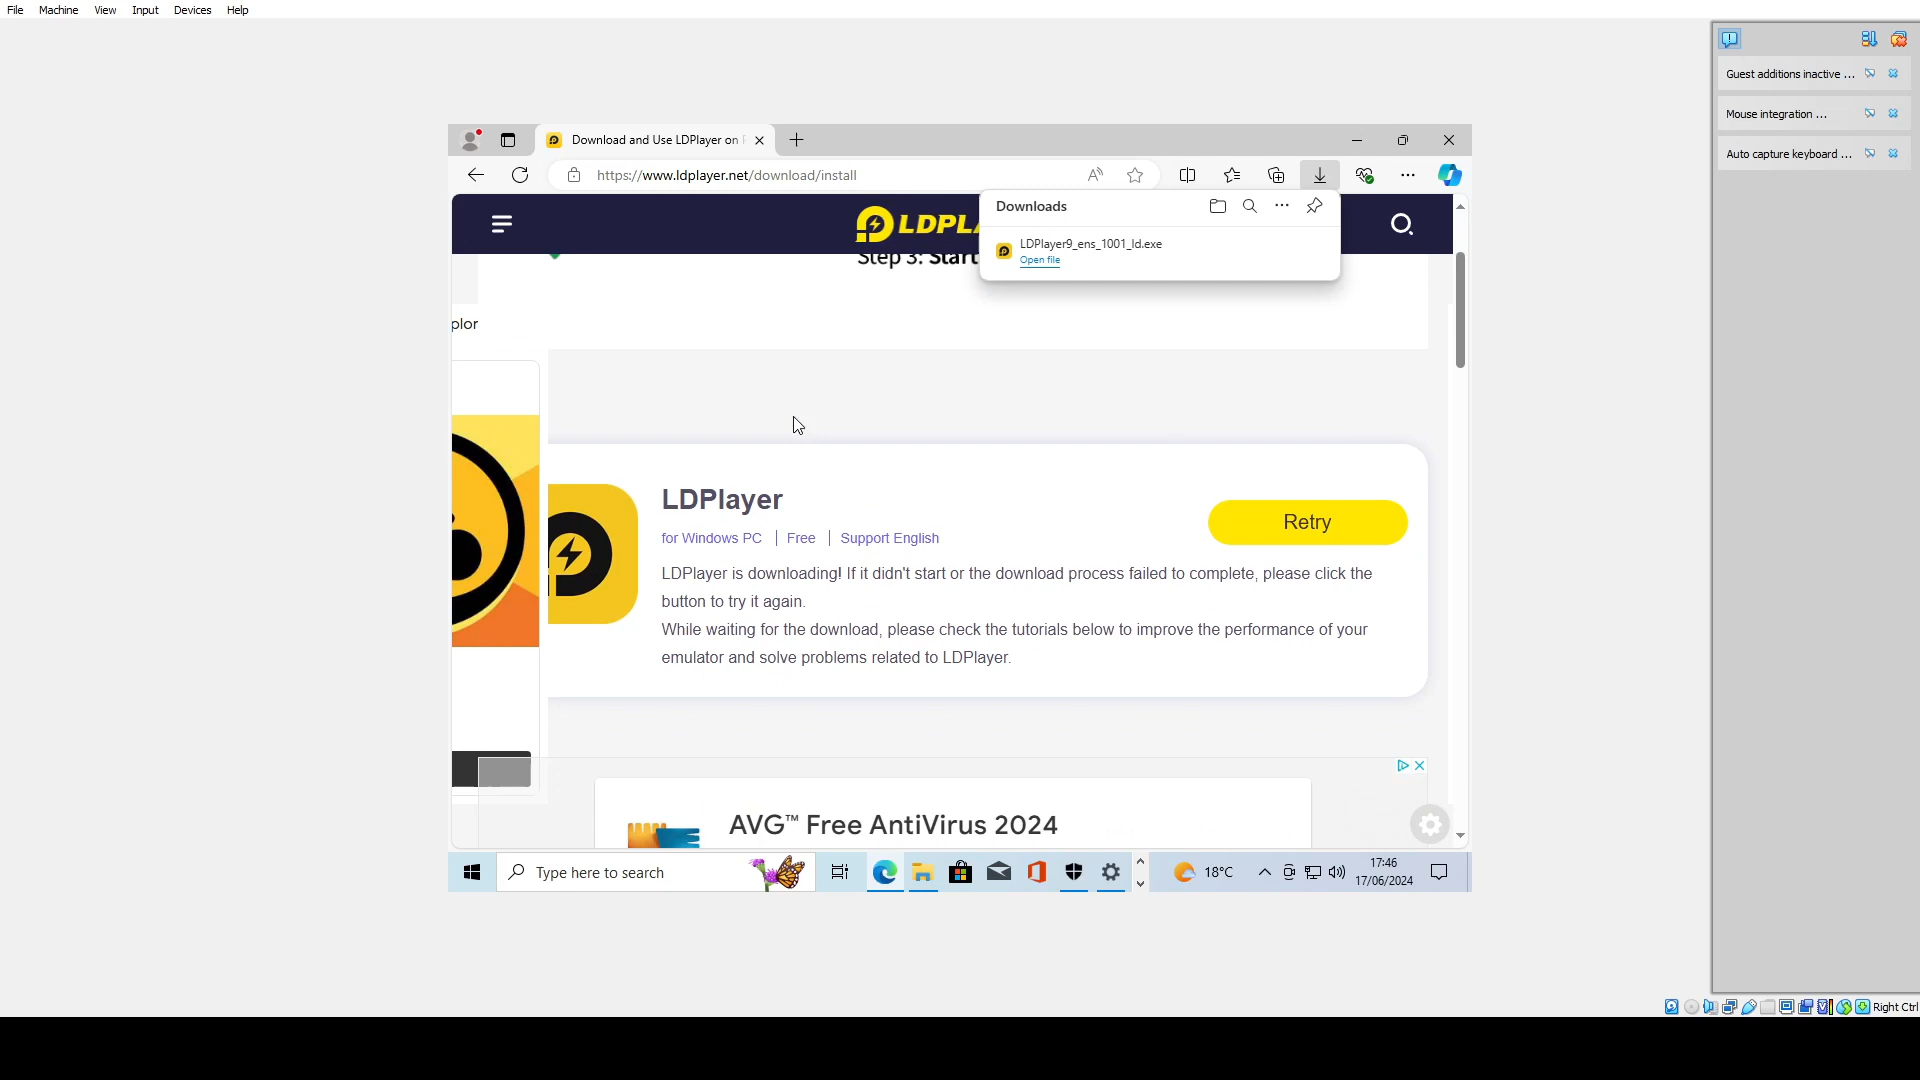 File Machine View Input Devices Help
Guest additions inactive ...
Mouse integration ...
Auto capture keyboard ...
Download and Use LDPlayer on
https://www.ldplayer.net/download/install
LDPL
Downloads
LDPlayer9_ens_1001_ld.exe
Open file
Step 3: Start
plor
LDPlayer
for Windows PC | Free | Support English
Retry
LDPlayer is downloading! If it didn't start or the download process failed to complete, please click the
button to try it again.
While waiting for the download, please check the tutorials below to improve the performance of your
emulator and solve problems related to LDPlayer.
AVG™ Free AntiVirus 2024
Type here to search
18°C
17:46
17/06/2024
Right Ctrl